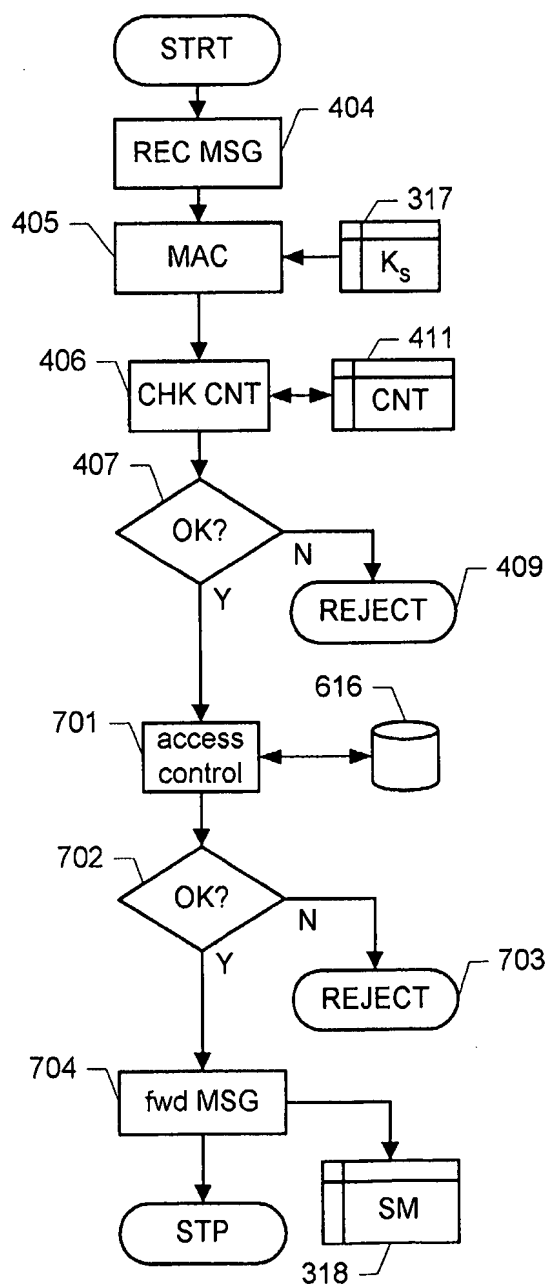 STRT
404
REC MSG
317
405
MAC
Ks
411
406
CHK CNT
CNT
407
OK?
N
Y
409
REJECT
616
701
access
control
702
OK?
N
Y
703
REJECT
704
fwd MSG
STP
SM
318